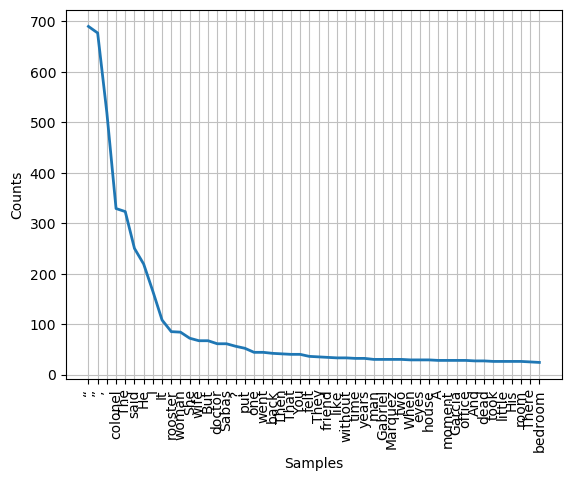 700
600
500
400
300
200
100
0
Counts
“
”
’
colonel
The
said
He
I
It
rooster
woman
She
wife
But
doctor
Sabas
?
put
one
went
back
Then
That
You
felt
They
friend
like
without
time
years
man
Gabriel
Marquez
two
When
eyes
house
A
moment
Garcia
office
And
dead
took
little
His
room
There
bedroom
Samples